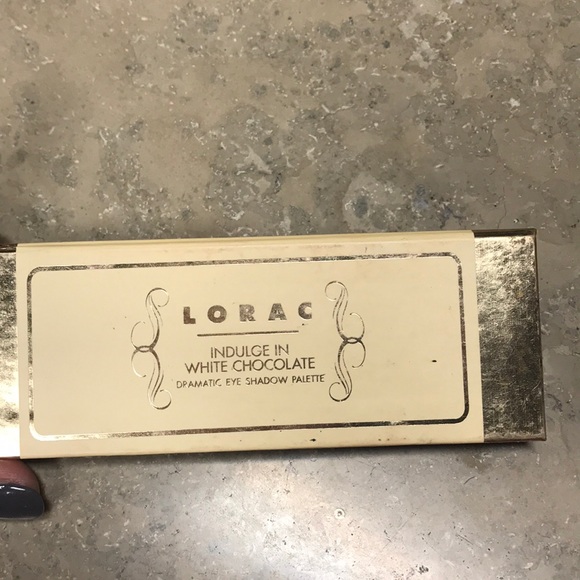 LORAC
INDULGE IN
WHITE CHOCOLATE
DRAMATIC EYE SHADOW PALETTE